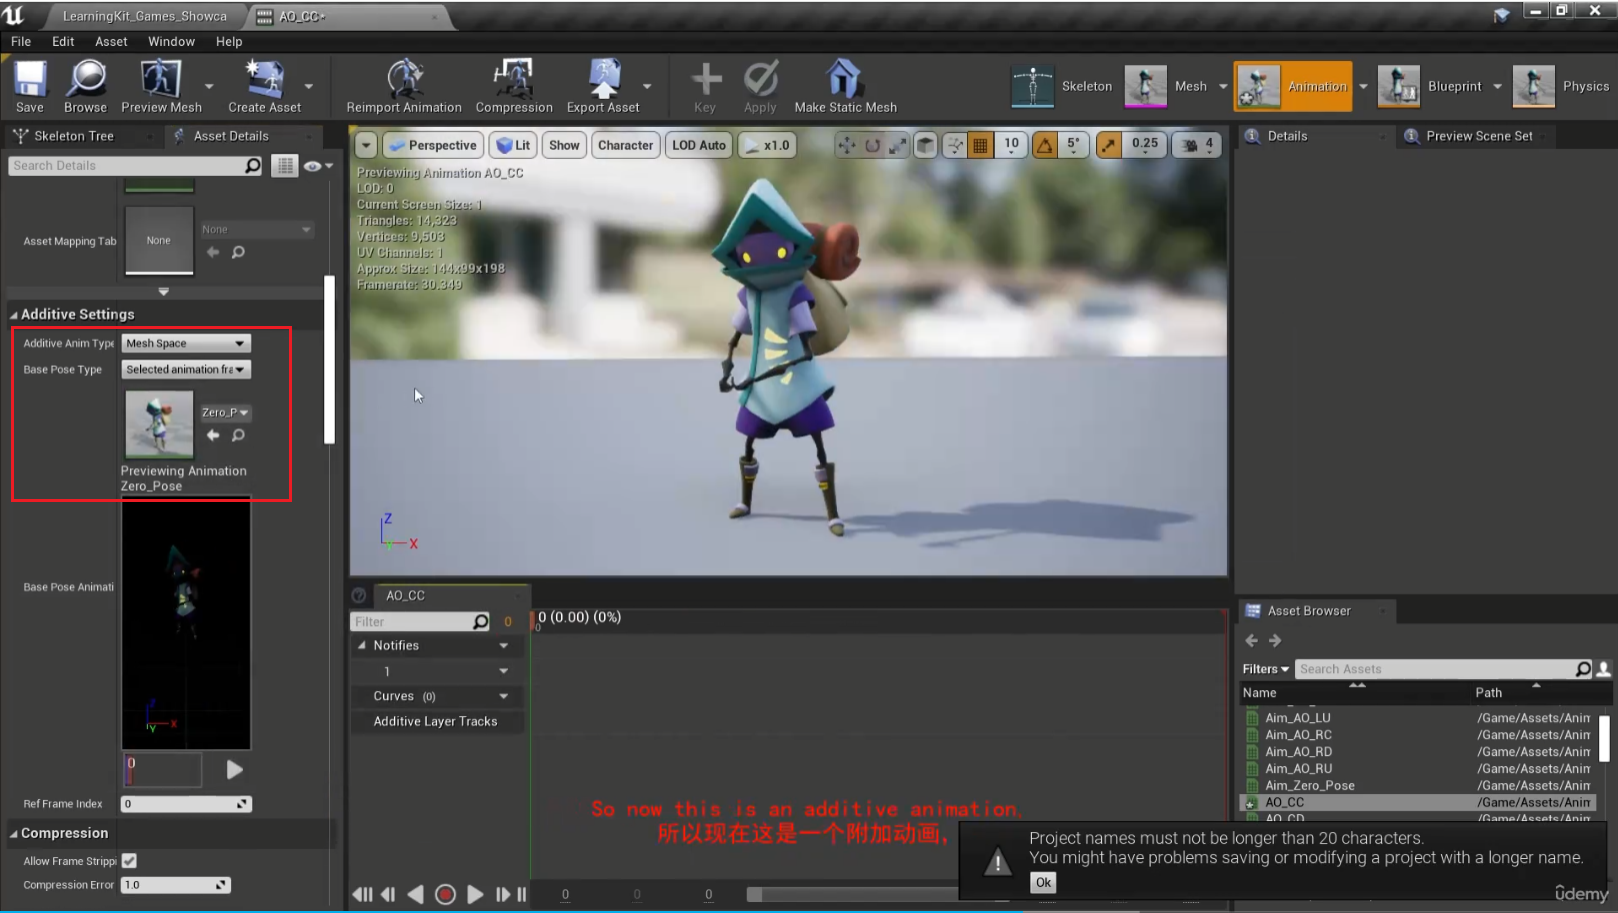 LearningKit_Games_Showca
AO_CC•
File Edit Asset Window Help
Save Browse Preview Mesh Create Asset Reimport Animation Compression Export Asset Key Apply Make Static Mesh Skeleton Mesh Animation Blueprint Physics
Skeleton Tree
Asset Details
Search Details
Asset Mapping Tab
None
None
Additive Settings
Additive Anim Type
Mesh Space
Base Pose Type
Selected animation fra
Zero_P
Previewing Animation
Zero_Pose
Base Pose Animati
Z
X
Y
0
Ref Frame Index
0
Compression
Allow Frame Strippi
Compression Error
1.0
Perspective Lit Show Character LOD Auto x1.0 10 5° 0.25 4
Previewing Animation AO_CC
LOD: 0
Current Screen Size: 1
Triangles: 14,323
Vertices: 9,503
UV Channels: 1
Approx Size: 144x99x198
Framerate: 30.349
Z
Y
X
AO_CC
Filter
0
0 (0.00) (0%)
0
Notifies
1
Curves (0)
Additive Layer Tracks
So now this is an additive animation.
所以现在这是一个附加动画，
0 0 0
Details
Preview Scene Set
Asset Browser
Filters
Search Assets
Name Path
Aim_AO_LU /Game/Assets/Anim
Aim_AO_RC /Game/Assets/Anim
Aim_AO_RD /Game/Assets/Anim
Aim_AO_RU /Game/Assets/Anim
Aim_Zero_Pose /Game/Assets/Anim
AO_CC /Game/Assets/Anim
AO_CD /Game/Assets/Anim
Project names must not be longer than 20 characters.
You might have problems saving or modifying a project with a longer name.
Ok
ûdemy